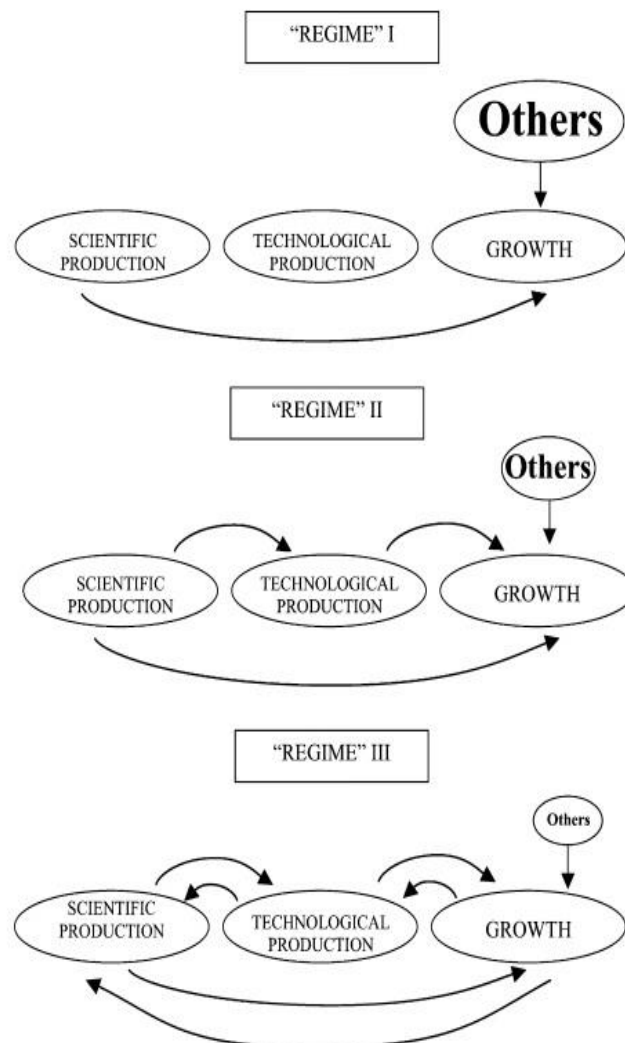 “REGIME” I
Others
SCIENTIFIC
PRODUCTION
TECHNOLOGICAL
PRODUCTION
GROWTH
“REGIME” II
Others
SCIENTIFIC
PRODUCTION
TECHNOLOGICAL
PRODUCTION
GROWTH
“REGIME” III
Others
SCIENTIFIC
PRODUCTION
TECHNOLOGICAL
PRODUCTION
GROWTH